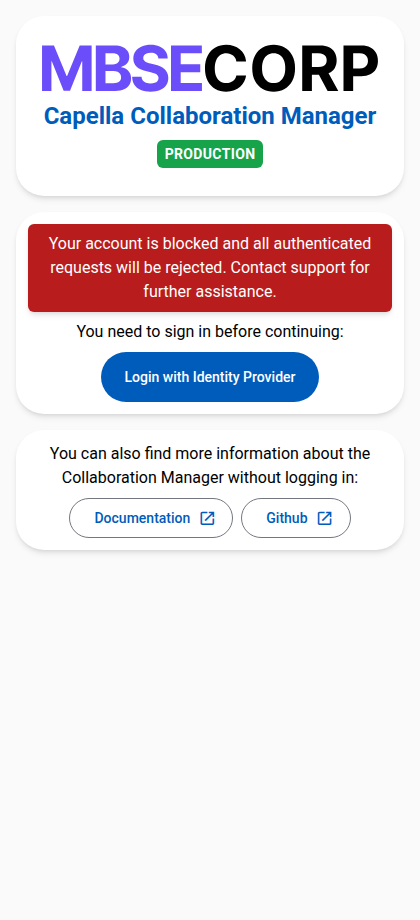 MBSECORP
Capella Collaboration Manager
PRODUCTION
Your account is blocked and all authenticated
requests will be rejected. Contact support for
further assistance.
You need to sign in before continuing:
Login with Identity Provider
You can also find more information about the
Collaboration Manager without logging in:
Documentation
Github